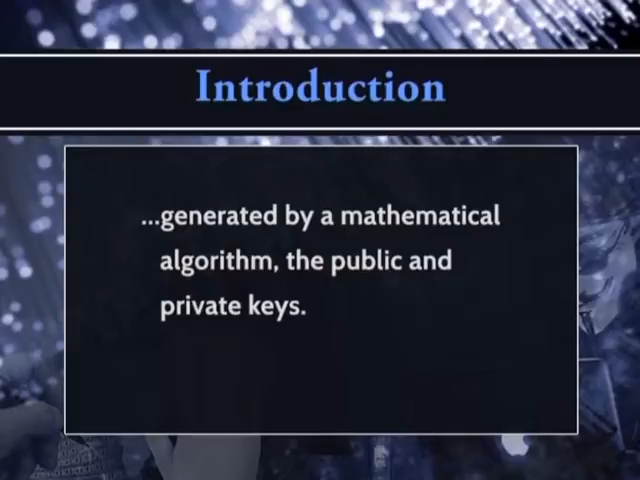 Introduction
...generated by a mathematical
algorithm, the public and
private keys.